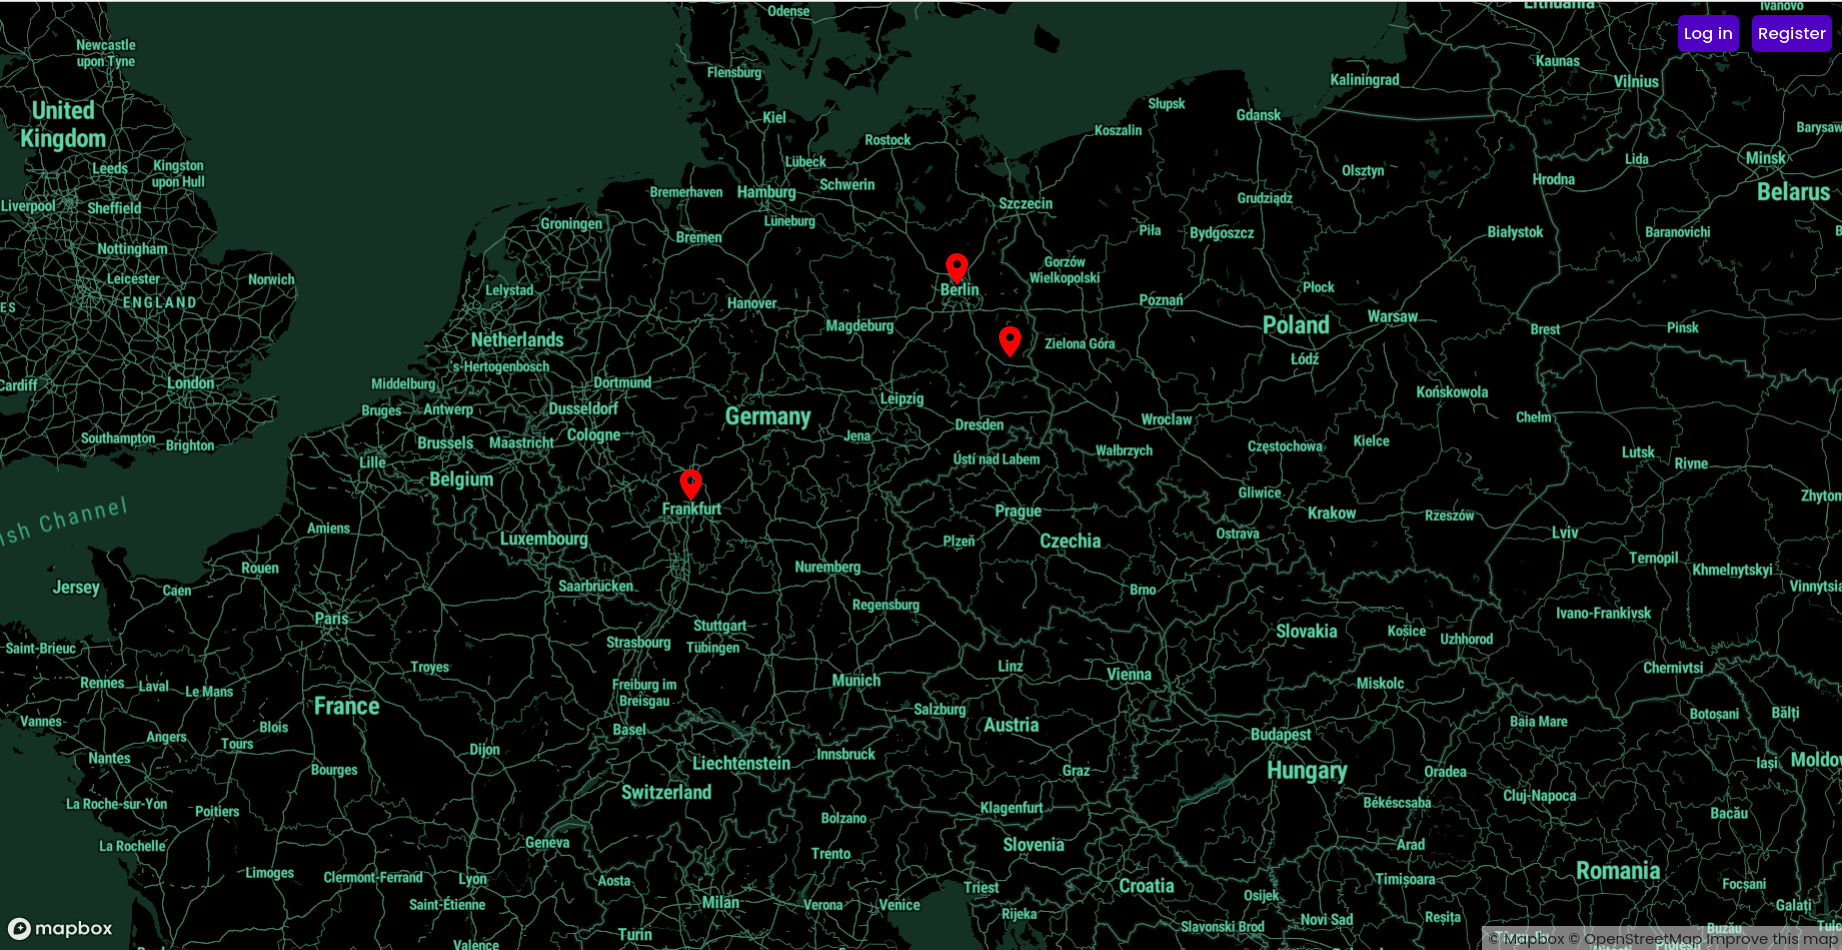 Odense
Lithuania
Ivanovo
Log in
Register
Newcastle
upon Tyne
Flensburg
Kaliningrad
Kaunas
Vilnius
United
Kingdom
Kiel
Słupsk
Gdansk
Koszalin
Barysaw
Rostock
Leeds
Kingston
upon Hull
Lübeck
Lida
Minsk
Bremerhaven
Hamburg
Schwerin
Olsztyn
Hrodna
Belarus
Liverpool
Sheffield
Szczecin
Grudziądz
Groningen
Lüneburg
Bremen
Piła
Bydgoszcz
Białystok
Baranovichi
B
Nottingham
Leicester
Norwich
Gorzów
Wielkopolski
ES
ENGLAND
Lelystad
Hanover
Berlin
Poznań
Płock
Magdeburg
Poland
Warsaw
Brest
Pinsk
Netherlands
Zielona Góra
Łódź
's-Hertogenbosch
Cardiff
London
Middelburg
Dortmund
Końskowola
Bruges
Antwerp
Dusseldorf
Germany
Leipzig
Dresden
Wroclaw
Chelm
Southampton
Brighton
Brussels
Maastricht
Cologne
Jena
Wałbrzych
Częstochowa
Kielce
Lille
Belgium
Ústí nad Labem
Lutsk
Rivne
Gliwice
Zhytom
ish Channel
Amiens
Frankfurt
Prague
Krakow
Rzeszów
Luxembourg
Plzeň
Czechia
Ostrava
Lviv
Jersey
Caen
Rouen
Saarbrücken
Nuremberg
Brno
Ternopil
Khmelnytskyi
Vinnytsia
Paris
Regensburg
Ivano-Frankivsk
Saint-Brieuc
Strasbourg
Stuttgart
Tübingen
Slovakia
Košice
Uzhhorod
Troyes
Linz
Vienna
Chernivtsi
Rennes
Laval
Le Mans
Freiburg im
Breisgau
Munich
Miskolc
Vannes
France
Basel
Salzburg
Austria
Baia Mare
Botoșani
Bălți
Angers
Blois
Tours
Dijon
Budapest
Nantes
Bourges
Liechtenstein
Innsbruck
Graz
Hungary
Oradea
Iași
Moldov
La Roche-sur-Yon
Poitiers
Switzerland
Klagenfurt
Békéscsaba
Cluj-Napoca
Bacău
La Rochelle
Geneva
Bolzano
Trento
Slovenia
Arad
Limoges
Clermont-Ferrand
Lyon
Aosta
Triest
Croatia
Timișoara
Romania
Focșani
Saint-Étienne
Milan
Verona
Venice
Rijeka
Osijek
Novi Sad
Reșița
Galați
mapbox
Valence
Turin
Slavonski Brod
Buzău
© Mapbox © OpenStreetMap Improve this map